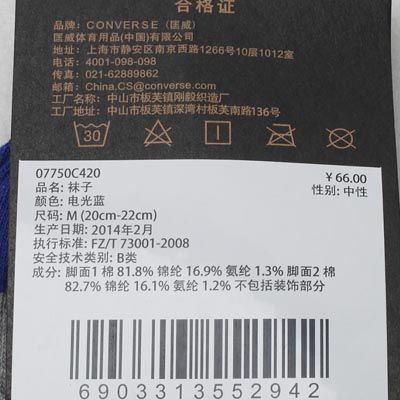 合格证
品名: CONVERSE (匡威)
匡威体育用品(中国)有限公司
地址: 上海市静安区南京西路1266号10层1012室
电话: 4001-098-098
传真: 021-62889862
邮箱: China.CS@converse.com
工厂名称: 中山市板芙镇刚毅织造厂
工厂地址: 中山市板芙镇深湾村板芙南路136号
30
07750C420
¥66.00
品名: 袜子
性别: 中性
颜色: 电光蓝
尺码: M (20cm-22cm)
生产日期: 2014年2月
执行标准: FZ/T 73001-2008
安全技术类别: B类
成分: 脚面1 棉 81.8% 锦纶 16.9% 氨纶 1.3% 脚面2 棉
82.7% 锦纶 16.1% 氨纶 1.2% 不包括装饰部分
6903313552942